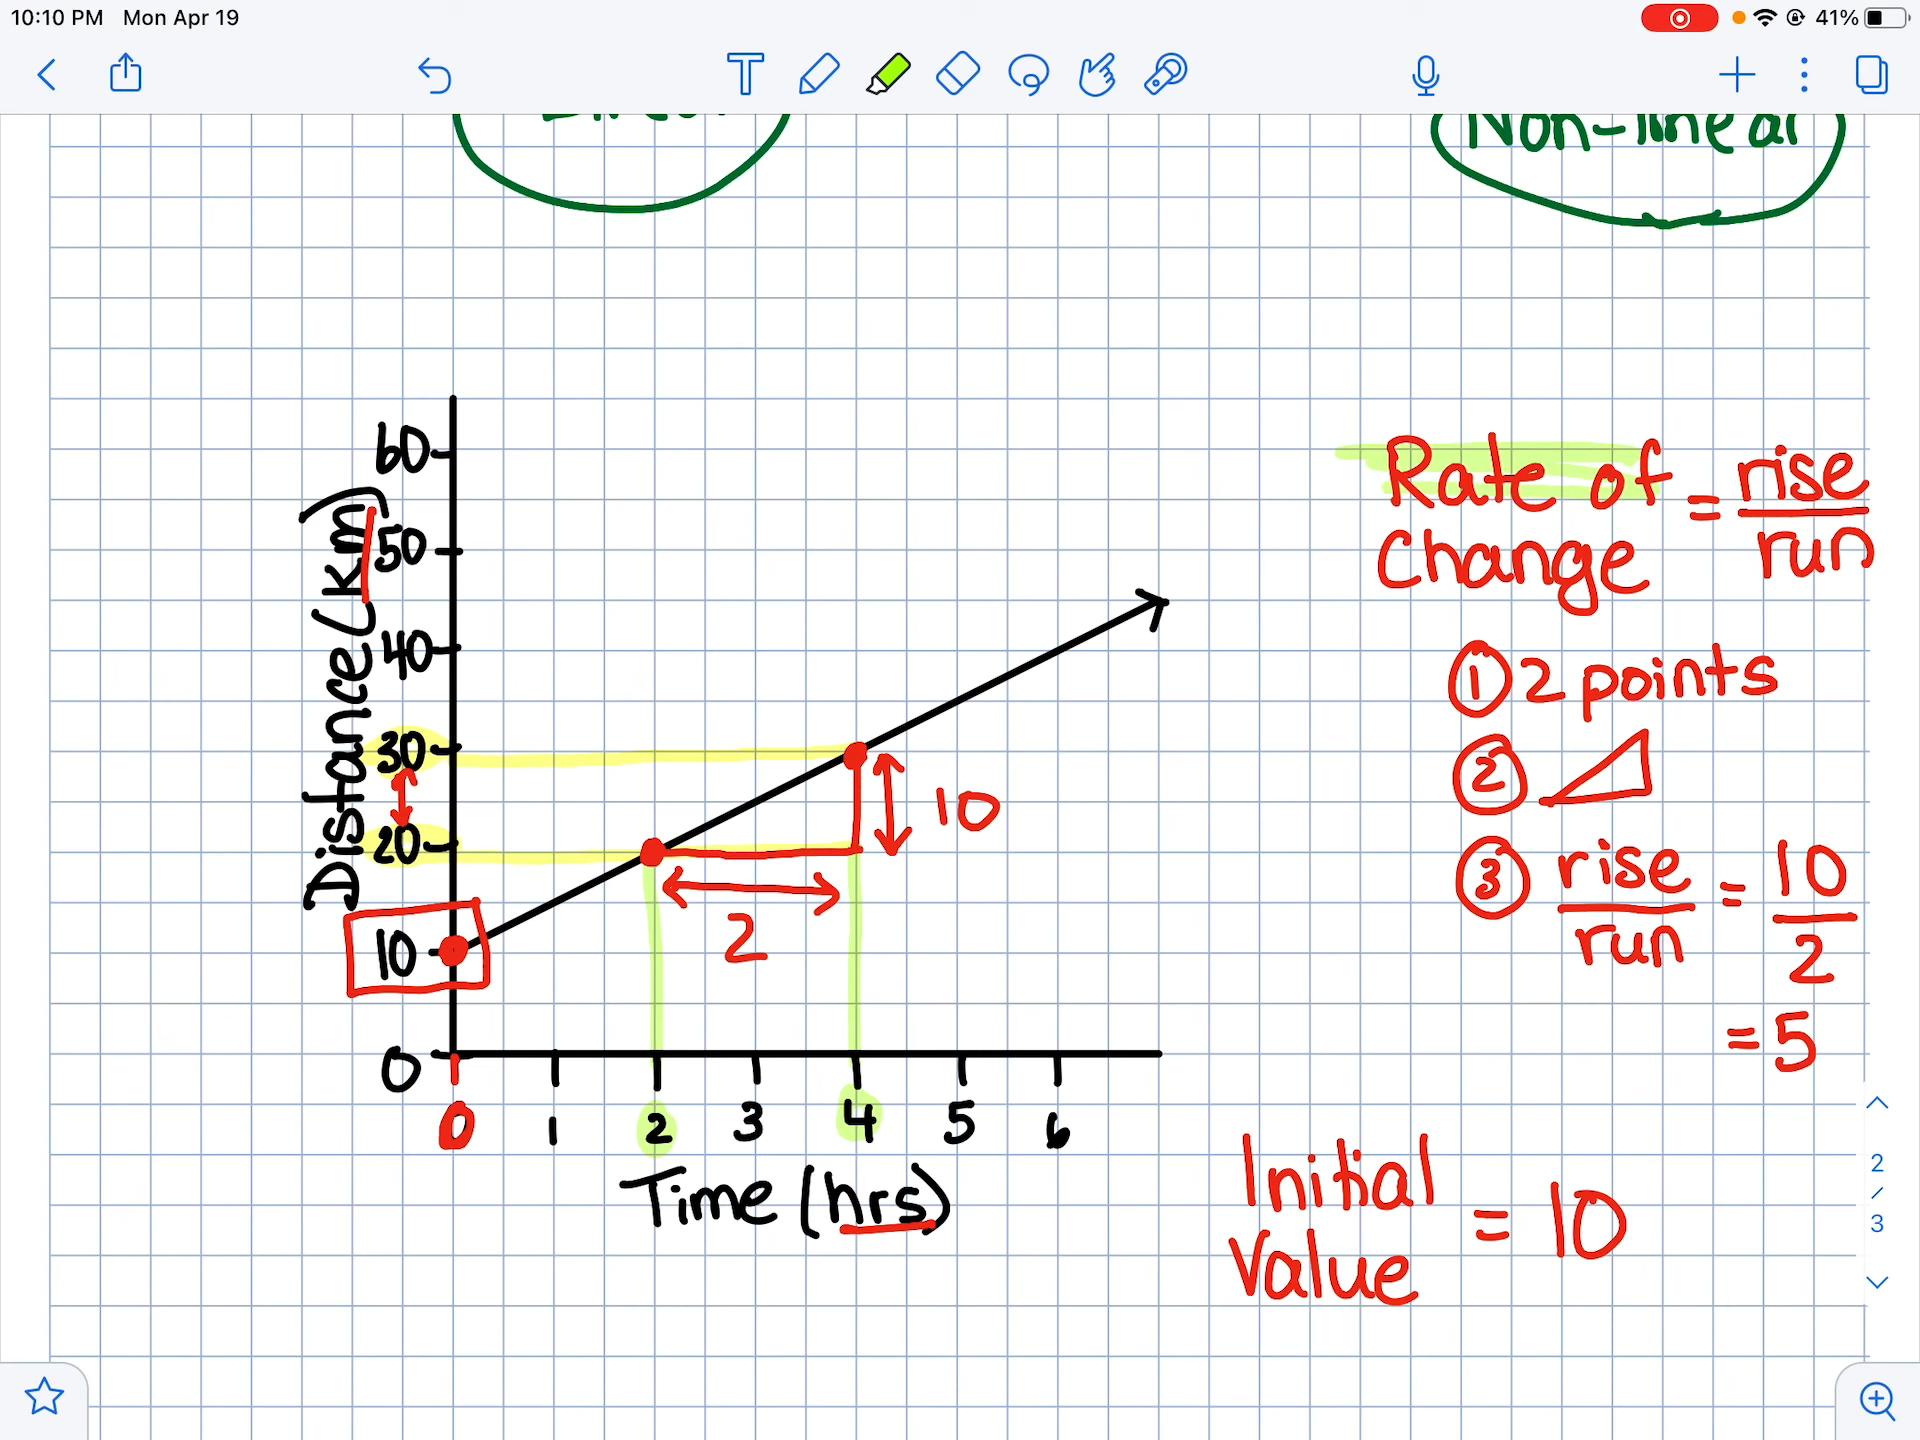 10:10 PM Mon Apr 19
41%
T
Non-linear
60
50
40
30
20
10
0
Distance (km)
10
2
0 1 2 3 4 5 6
Time (hrs)
Rate of Change = rise/run
① 2 points
②
③ rise/run = 10/2
= 5
Initial Value = 10
2
/
3